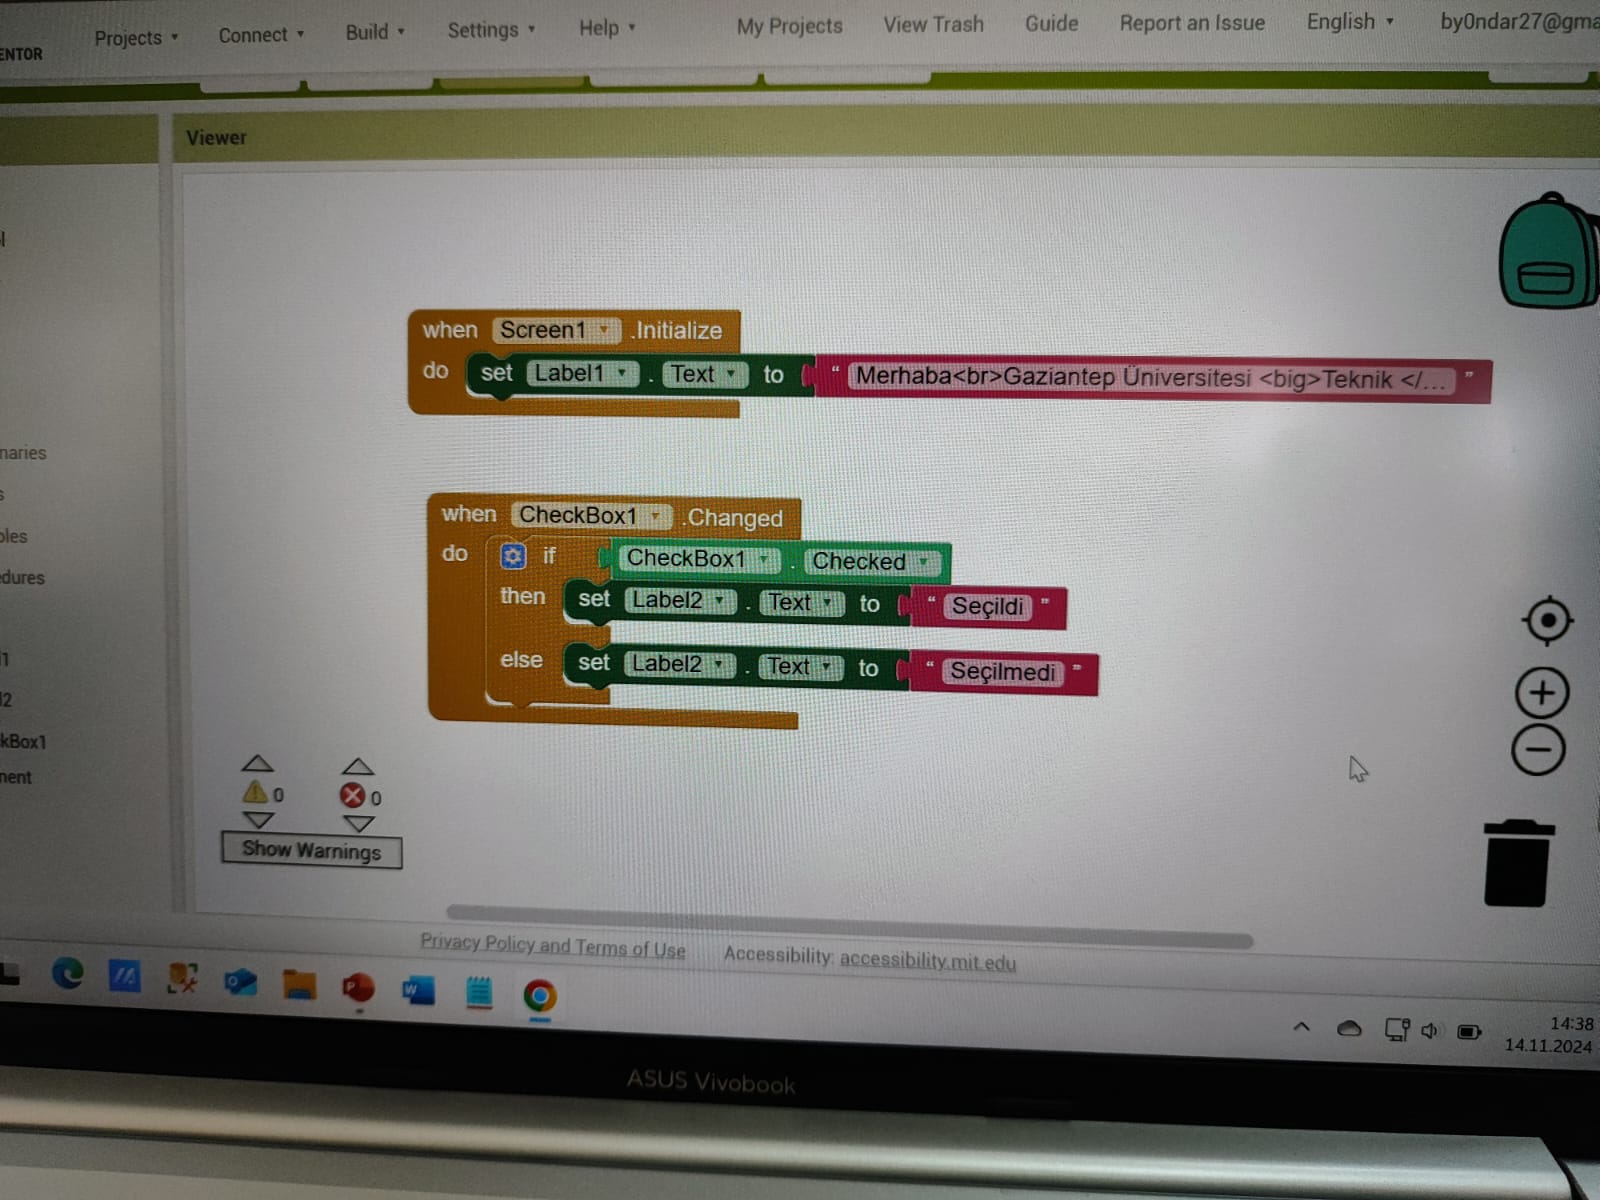 ENTOR
Projects
Connect
Build
Settings
Help
My Projects
View Trash
Guide
Report an Issue
English
by0ndar27@gma
Viewer
when Screen1 .Initialize
do set Label1 . Text to " Merhaba<br>Gaziantep Üniversitesi <big>Teknik </... "
when CheckBox1 .Changed
do if CheckBox1 . Checked
then set Label2 . Text to " Seçildi "
else set Label2 . Text to " Seçilmedi "
naries
s
bles
edures
l1
l2
kBox1
nent
0
0
Show Warnings
Privacy Policy and Terms of Use
Accessibility: accessibility.mit.edu
14:38
14.11.2024
ASUS Vivobook